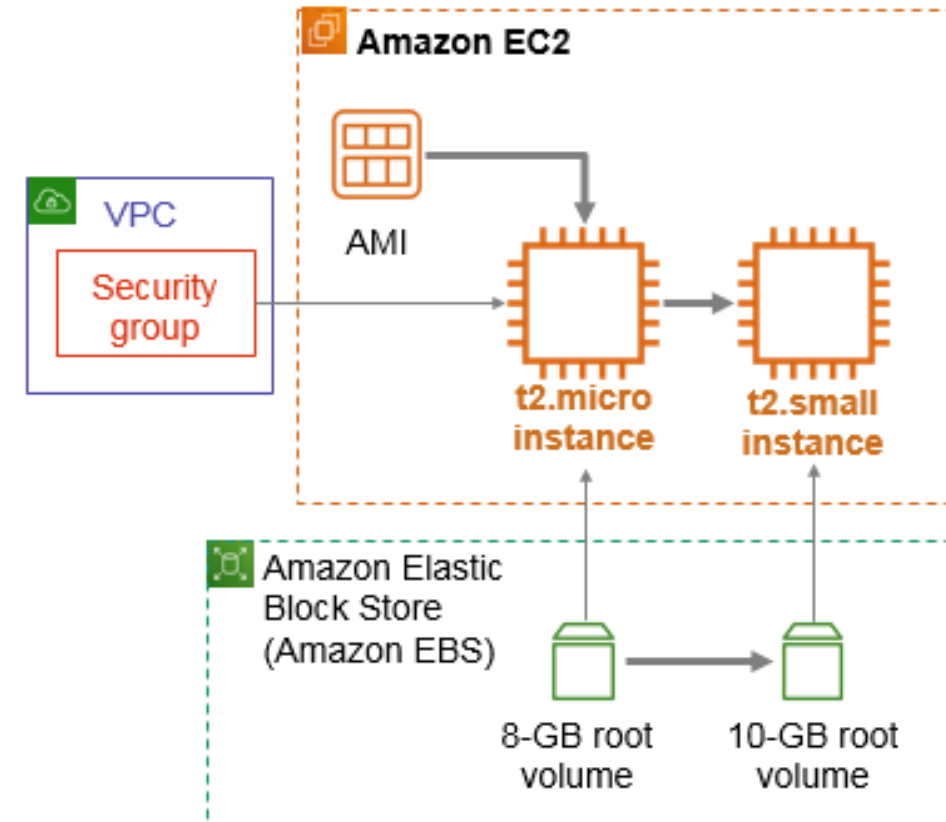 Amazon EC2
AMI
VPC
Security
group
t2.micro
instance
t2.small
instance
Amazon Elastic
Block Store
(Amazon EBS)
8-GB root
volume
10-GB root
volume